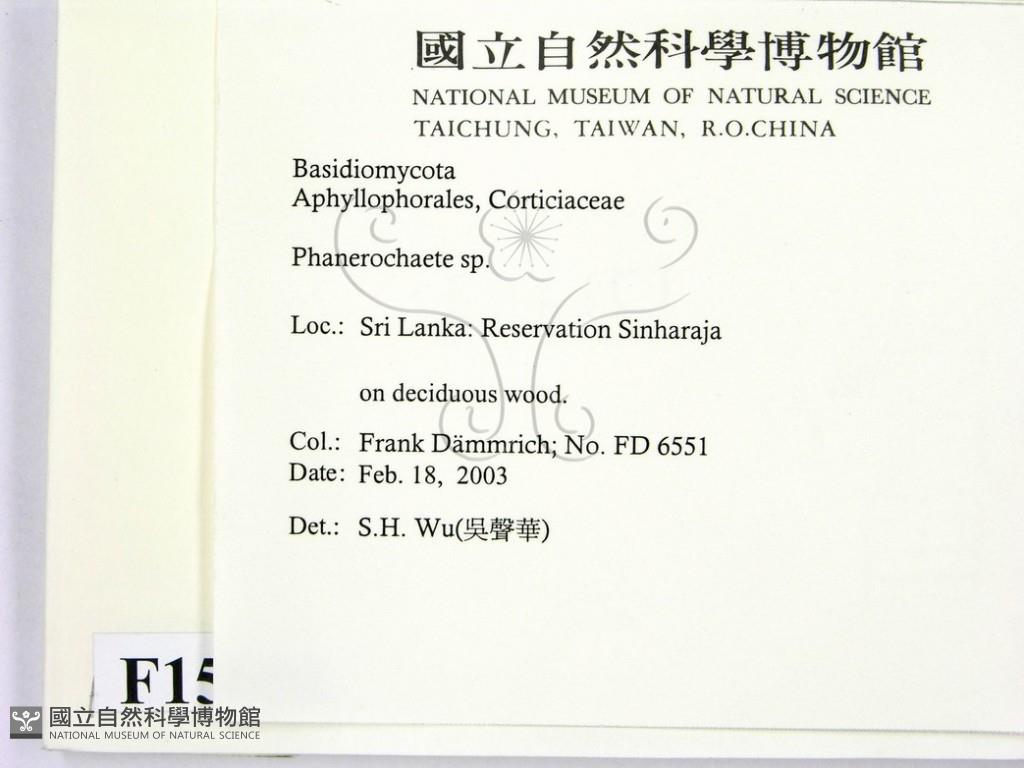 國立自然科學博物館
NATIONAL MUSEUM OF NATURAL SCIENCE
TAICHUNG, TAIWAN, R.O.CHINA
Basidiomycota
Aphyllophorales, Corticiaceae
Phanerochaete sp.
Loc.: Sri Lanka: Reservation Sinharaja
on deciduous wood.
Col.: Frank Dämmrich; No. FD 6551
Date: Feb. 18, 2003
Det.: S.H. Wu(吳聲華)
F15
國立自然科學博物館
NATIONAL MUSEUM OF NATURAL SCIENCE